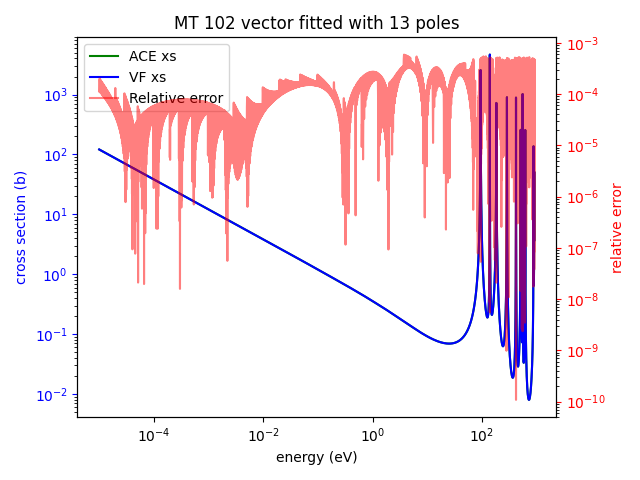 MT 102 vector fitted with 13 poles
ACE xs
VF xs
Relative error
cross section (b)
10³
10²
10¹
10⁰
10⁻¹
10⁻²
10⁻³
10⁻⁴
10⁻⁵
10⁻⁶
10⁻⁷
10⁻⁸
10⁻⁹
10⁻¹⁰
relative error
10⁻⁴ 10⁻² 10⁰ 10²
energy (eV)